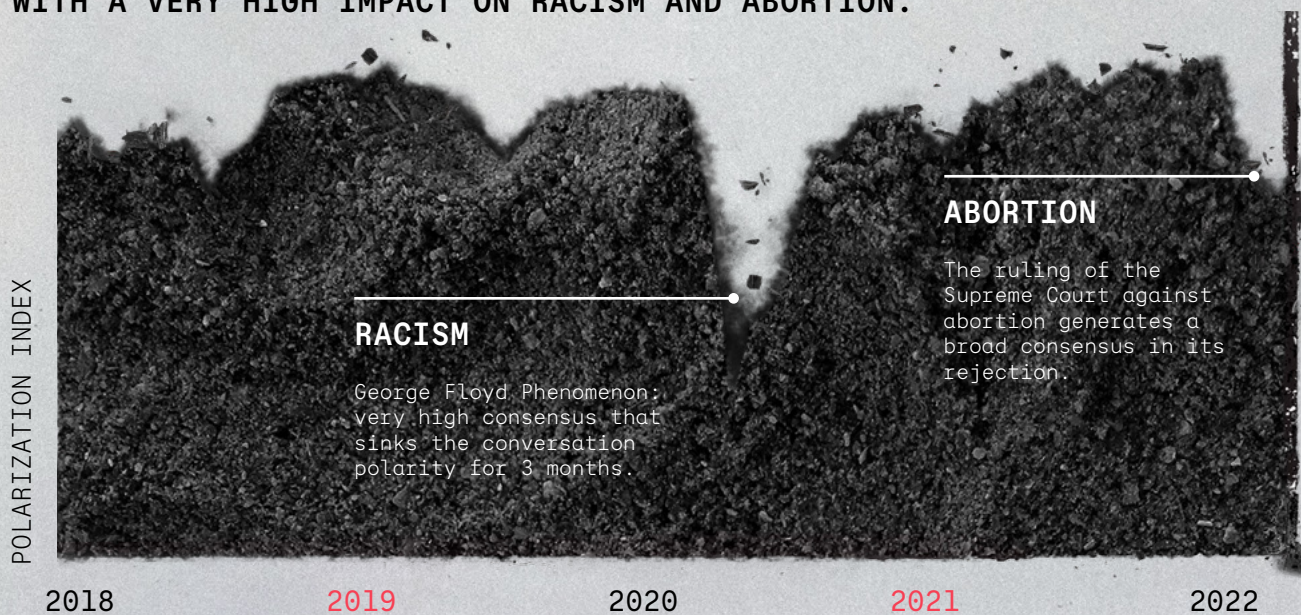 WITH A VERY HIGH IMPACT ON RACISM AND ABORTION.
ABORTION
The ruling of the
Supreme Court against
abortion generates a
broad consensus in its
rejection.
RACISM
George Floyd Phenomenon:
very high consensus that
sinks the conversation
polarity for 3 months.
POLARIZATION INDEX
2018 2019 2020 2021 2022